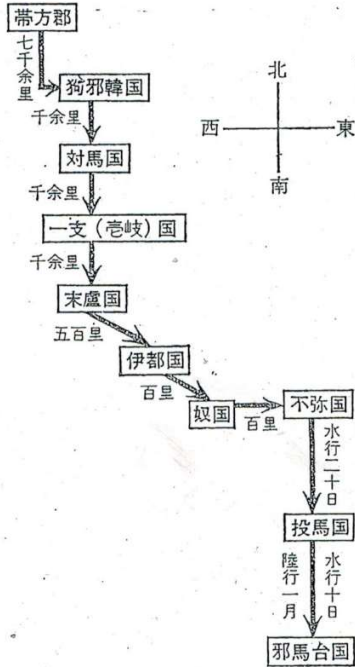 帯方郡
七千余里
狗邪韓国
北
西
東
南
千余里
対馬国
千余里
一支（壱岐）国
千余里
末盧国
五百里
伊都国
百里
奴国
百里
不弥国
水行二十日
投馬国
水行十日
陸行一月
邪馬台国